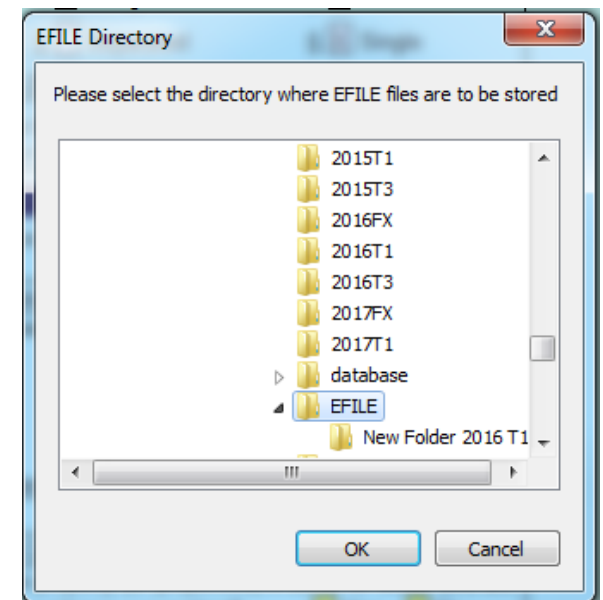 EFILE Directory
Single
Please select the directory where EFILE files are to be stored
2015T1
2015T3
2016FX
2016T1
2016T3
2017FX
2017T1
database
EFILE
New Folder 2016 T1
OK
Cancel